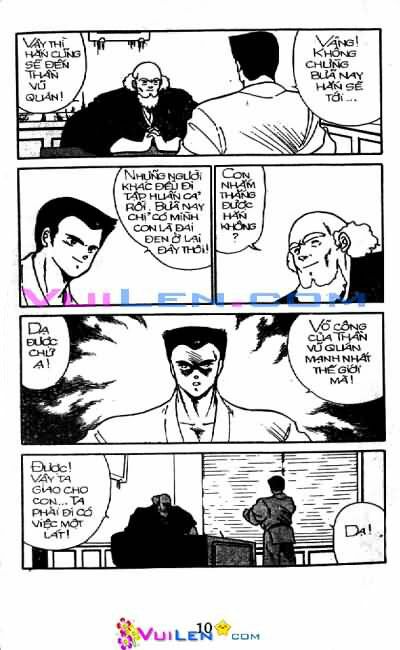 VẬY THÌ
HẮN CŨNG
SẼ ĐẾN
THẦN
VŨ
QUÁN!
VÂNG!
KHÔNG
CHỪNG
BỮA NAY
HẮN SẼ
TỚI...
NHỮNG NGƯỜI
KHÁC ĐỀU ĐI
TẬP HUẤN CẢ
RỒI. BỮA NAY
CHỈ CÓ MÌNH
CON LÀ ĐAI
ĐEN Ở LẠI
ĐÂY THÔI!
CON
NHẮM
THẮNG
ĐƯỢC
HẮN
KHÔNG
?
VUILEN.COM
DẠ
ĐƯỢC
CHỨ
Ạ!
VÕ CÔNG
CỦA THẦN
VŨ QUÁN
MẠNH NHẤT
THẾ GIỚI
MÀ!
ĐƯỢC!
VẬY TA
GIAO CHO
CON... TA
PHẢI ĐI CÓ
VIỆC MỘT
LÁT!
DẠ!
10
VUILEN.COM